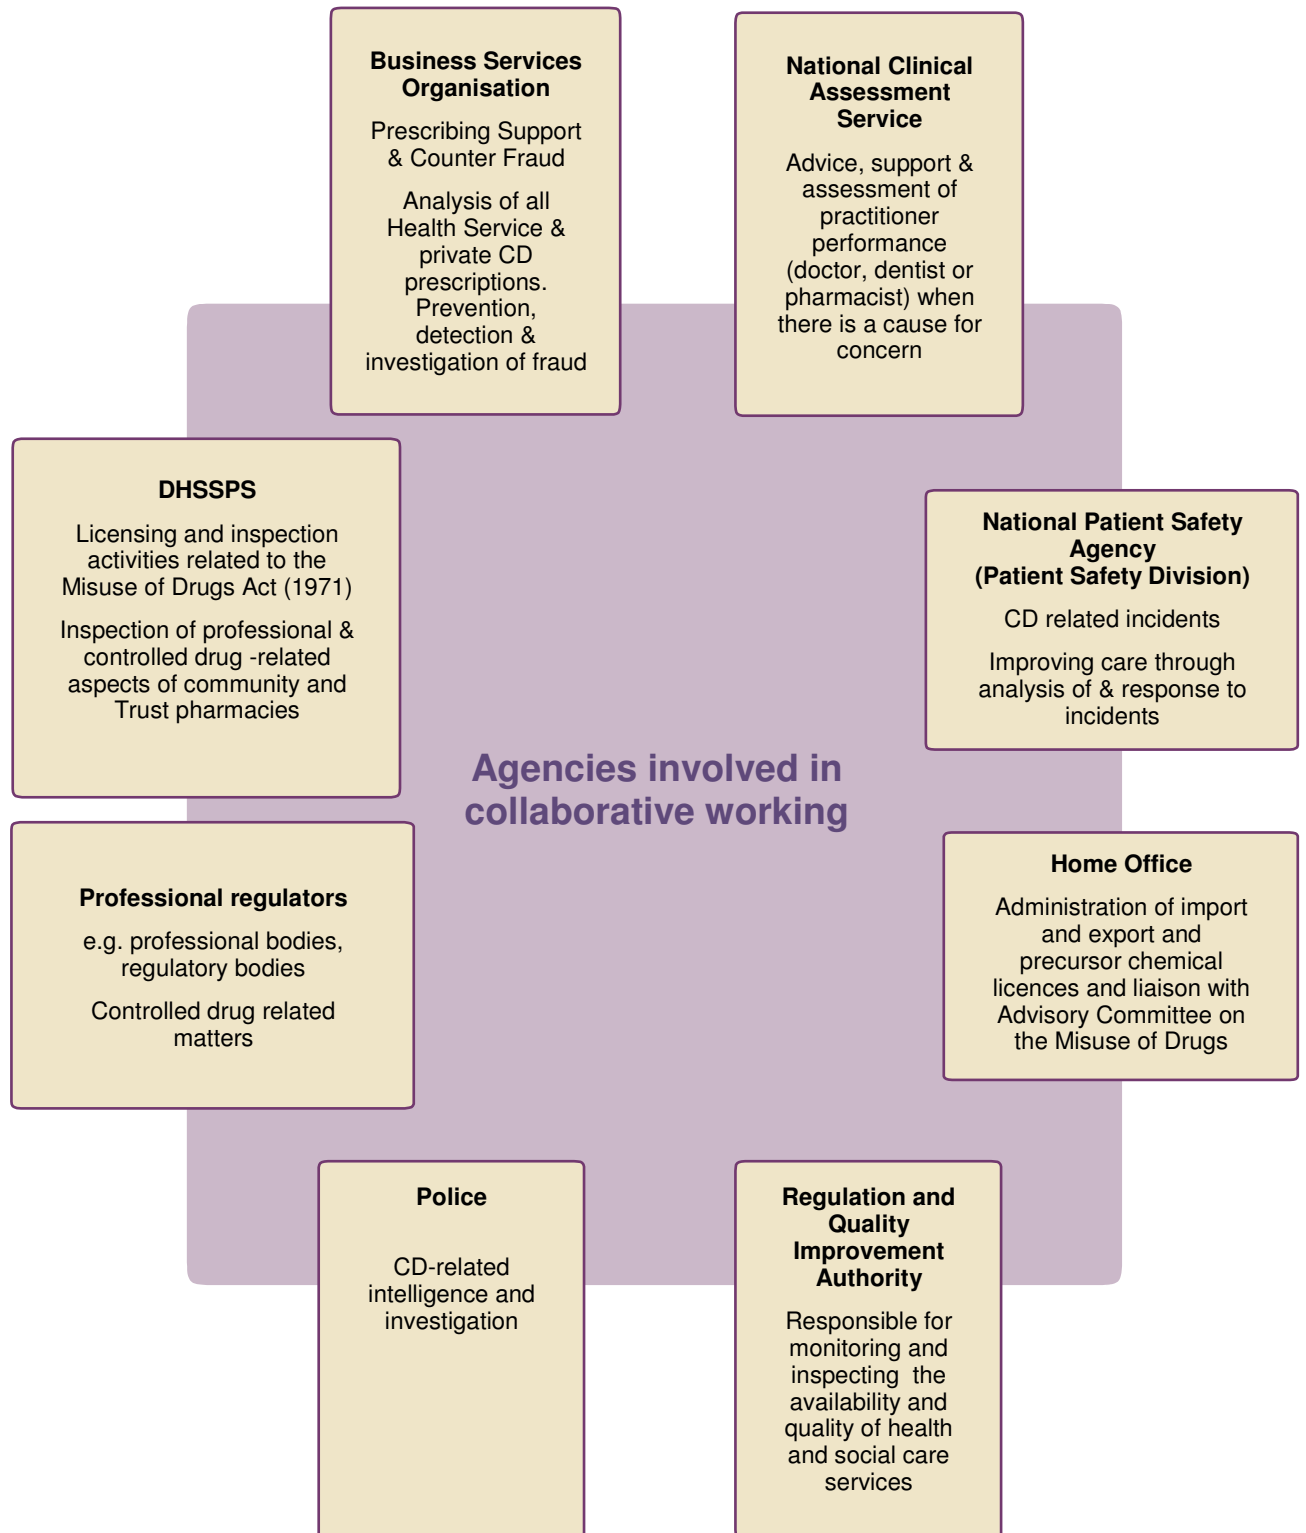 Business Services
Organisation
Prescribing Support
& Counter Fraud
Analysis of all
Health Service &
private CD
prescriptions.
Prevention,
detection &
investigation of fraud
National Clinical
Assessment
Service
Advice, support &
assessment of
practitioner
performance
(doctor, dentist or
pharmacist) when
there is a cause for
concern
DHSSPS
Licensing and inspection
activities related to the
Misuse of Drugs Act (1971)
Inspection of professional &
controlled drug -related
aspects of community and
Trust pharmacies
National Patient Safety
Agency
(Patient Safety Division)
CD related incidents
Improving care through
analysis of & response to
incidents
Agencies involved in
collaborative working
Professional regulators
e.g. professional bodies,
regulatory bodies
Controlled drug related
matters
Home Office
Administration of import
and export and
precursor chemical
licences and liaison with
Advisory Committee on
the Misuse of Drugs
Police
CD-related
intelligence and
investigation
Regulation and
Quality
Improvement
Authority
Responsible for
monitoring and
inspecting  the
availability and
quality of health
and social care
services